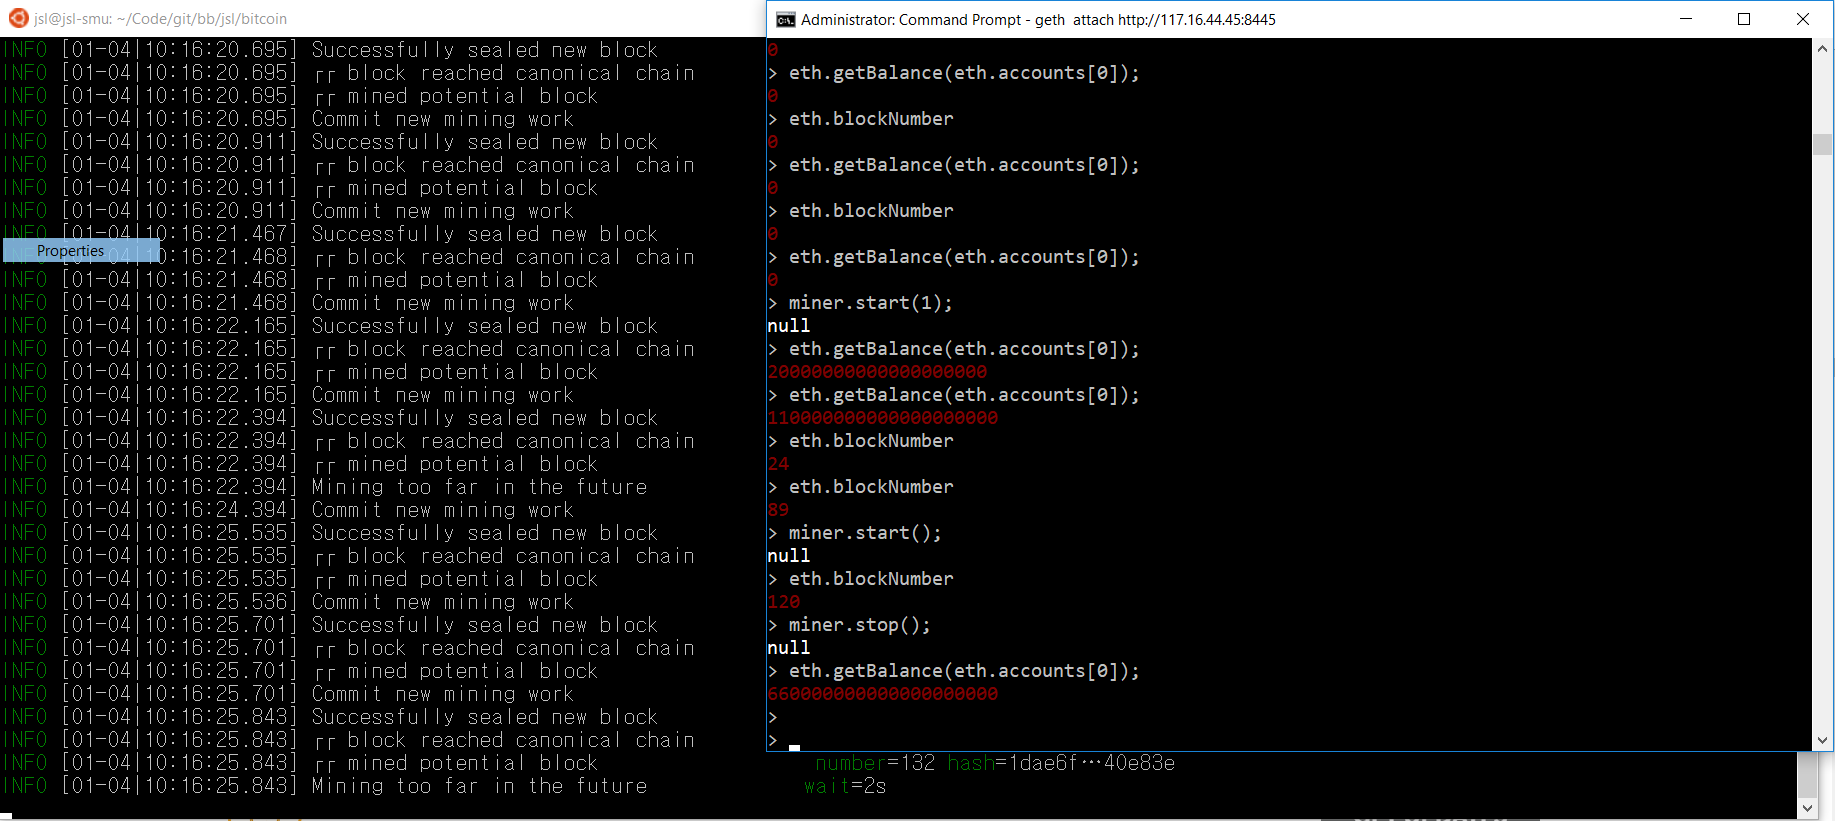 jsl@jsl-smu: ~/Code/git/bb/jsl/bitcoin
INFO [01-04|10:16:20.695] Successfully sealed new block
INFO [01-04|10:16:20.695] ┌┌ block reached canonical chain
INFO [01-04|10:16:20.695] ┌┌ mined potential block
INFO [01-04|10:16:20.695] Commit new mining work
INFO [01-04|10:16:20.911] Successfully sealed new block
INFO [01-04|10:16:20.911] ┌┌ block reached canonical chain
INFO [01-04|10:16:20.911] ┌┌ mined potential block
INFO [01-04|10:16:20.911] Commit new mining work
INFO [01-04|10:16:21.467] Successfully sealed new block
Properties
INFO [01-04|10:16:21.468] ┌┌ block reached canonical chain
INFO [01-04|10:16:21.468] ┌┌ mined potential block
INFO [01-04|10:16:21.468] Commit new mining work
INFO [01-04|10:16:22.165] Successfully sealed new block
INFO [01-04|10:16:22.165] ┌┌ block reached canonical chain
INFO [01-04|10:16:22.165] ┌┌ mined potential block
INFO [01-04|10:16:22.165] Commit new mining work
INFO [01-04|10:16:22.394] Successfully sealed new block
INFO [01-04|10:16:22.394] ┌┌ block reached canonical chain
INFO [01-04|10:16:22.394] ┌┌ mined potential block
INFO [01-04|10:16:22.394] Mining too far in the future
INFO [01-04|10:16:24.394] Commit new mining work
INFO [01-04|10:16:25.535] Successfully sealed new block
INFO [01-04|10:16:25.535] ┌┌ block reached canonical chain
INFO [01-04|10:16:25.535] ┌┌ mined potential block
INFO [01-04|10:16:25.536] Commit new mining work
INFO [01-04|10:16:25.701] Successfully sealed new block
INFO [01-04|10:16:25.701] ┌┌ block reached canonical chain
INFO [01-04|10:16:25.701] ┌┌ mined potential block
INFO [01-04|10:16:25.701] Commit new mining work
INFO [01-04|10:16:25.843] Successfully sealed new block
INFO [01-04|10:16:25.843] ┌┌ block reached canonical chain
INFO [01-04|10:16:25.843] ┌┌ mined potential block number=132 hash=1dae6f…40e83e
INFO [01-04|10:16:25.843] Mining too far in the future wait=2s
Administrator: Command Prompt - geth attach http://117.16.44.45:8445
0
> eth.getBalance(eth.accounts[0]);
0
> eth.blockNumber
0
> eth.getBalance(eth.accounts[0]);
0
> eth.blockNumber
0
> eth.getBalance(eth.accounts[0]);
0
> miner.start(1);
null
> eth.getBalance(eth.accounts[0]);
20000000000000000000
> eth.getBalance(eth.accounts[0]);
110000000000000000000
> eth.blockNumber
24
> eth.blockNumber
89
> miner.start();
null
> eth.blockNumber
120
> miner.stop();
null
> eth.getBalance(eth.accounts[0]);
660000000000000000000
>
>